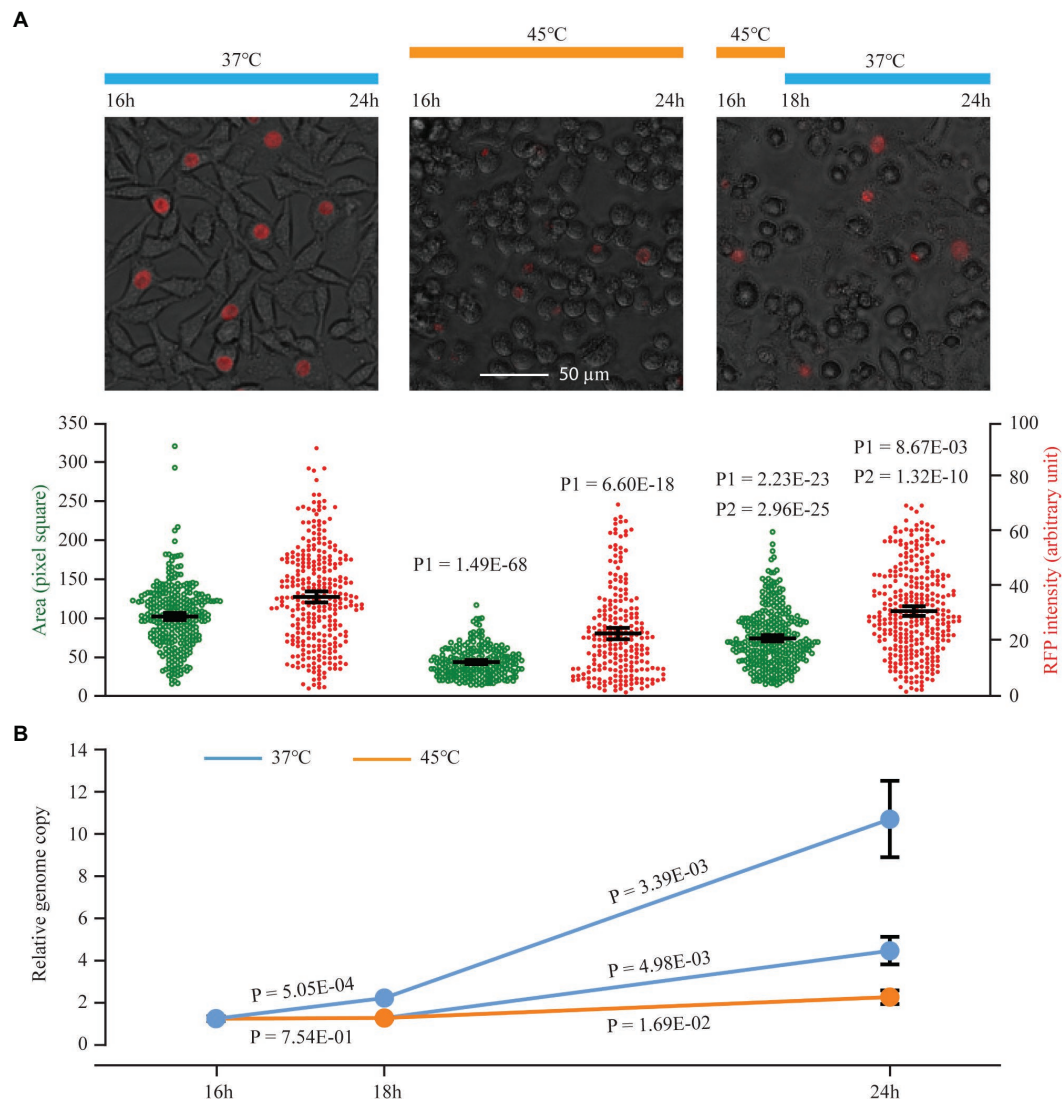 A
45°C
45°C
37°C
37°C
16h
24h
16h
24h
16h
18h
24h
50 μm
Area (pixel square)
350
300
250
200
150
100
50
0
P1 = 1.49E-68
P1 = 6.60E-18
P1 = 2.23E-23
P2 = 2.96E-25
P1 = 8.67E-03
P2 = 1.32E-10
100
80
60
40
20
0
RFP intensity (arbitrary unit)
B
37°C
45°C
Relative genome copy
14
12
10
8
6
4
2
0
P = 5.05E-04
P = 7.54E-01
P = 3.39E-03
P = 4.98E-03
P = 1.69E-02
16h
18h
24h